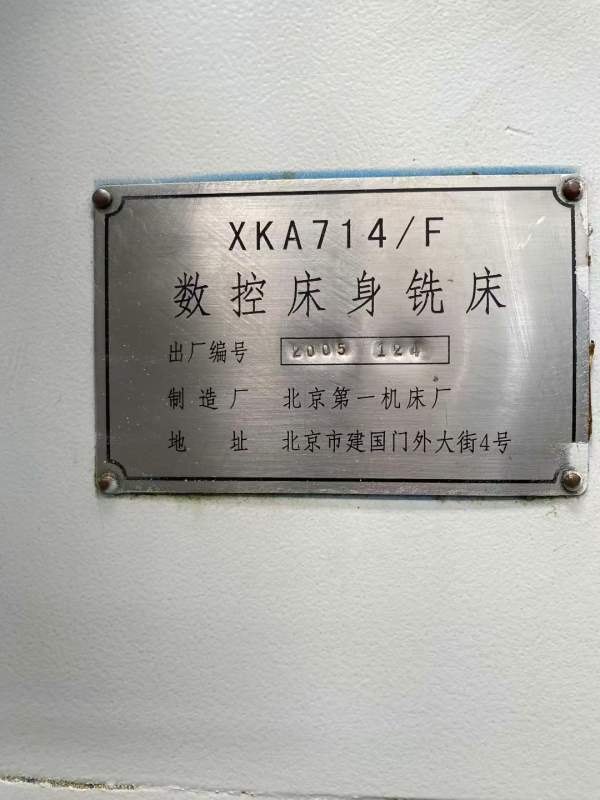 XKA714/F
数控床身铣床
出厂编号 2005 124
制造厂 北京第一机床厂
地址 北京市建国门外大街4号